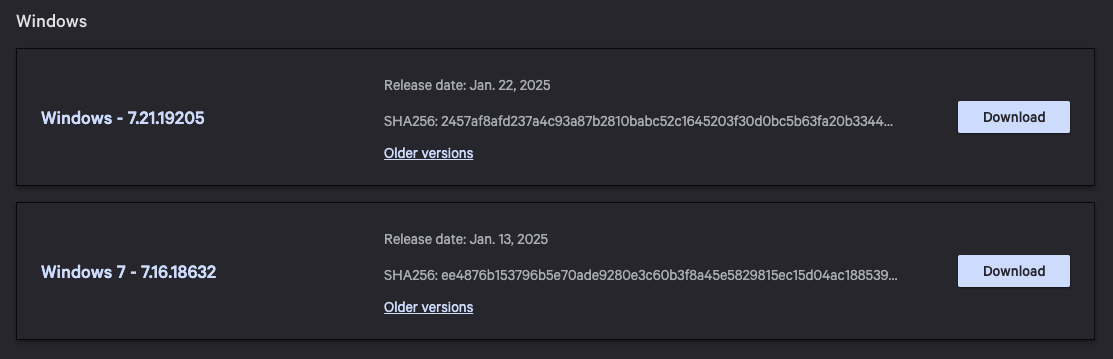 Windows
Windows - 7.21.19205
Release date: Jan. 22, 2025
SHA256: 2457af8afd237a4c93a87b2810babc52c1645203f30d0bc5b63fa20b3344...
Older versions
Download
Windows 7 - 7.16.18632
Release date: Jan. 13, 2025
SHA256: ee4876b153796b5e70ade9280e3c60b3f8a45e5829815ec15d04ac188539...
Older versions
Download